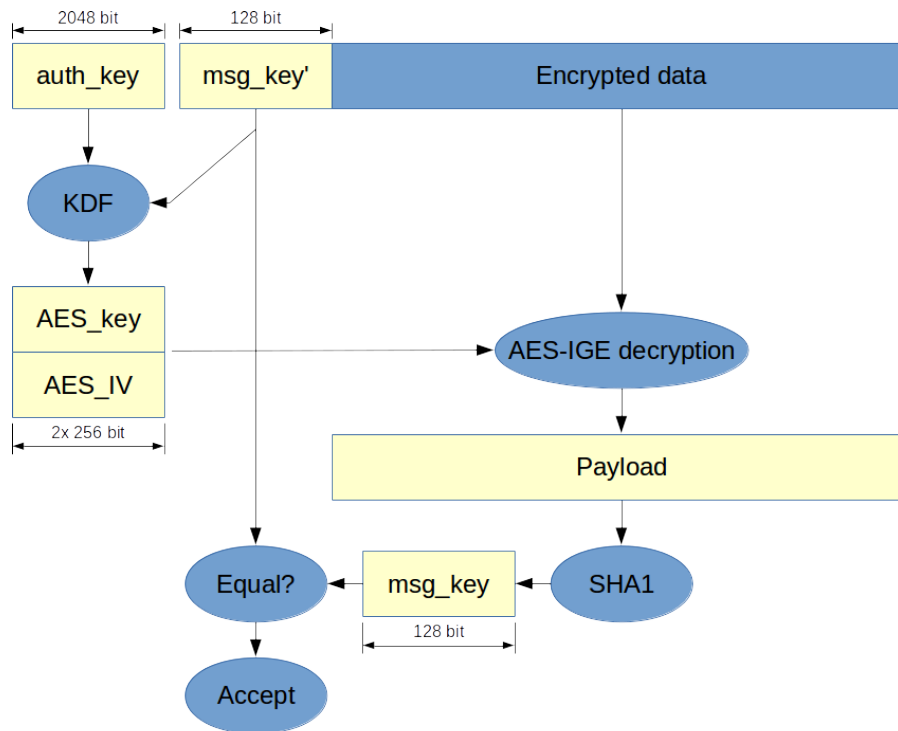 2048 bit
128 bit
auth_key
msg_key'
Encrypted data
KDF
AES_key
AES_IV
AES-IGE decryption
2x 256 bit
Payload
Equal?
msg_key
SHA1
128 bit
Accept